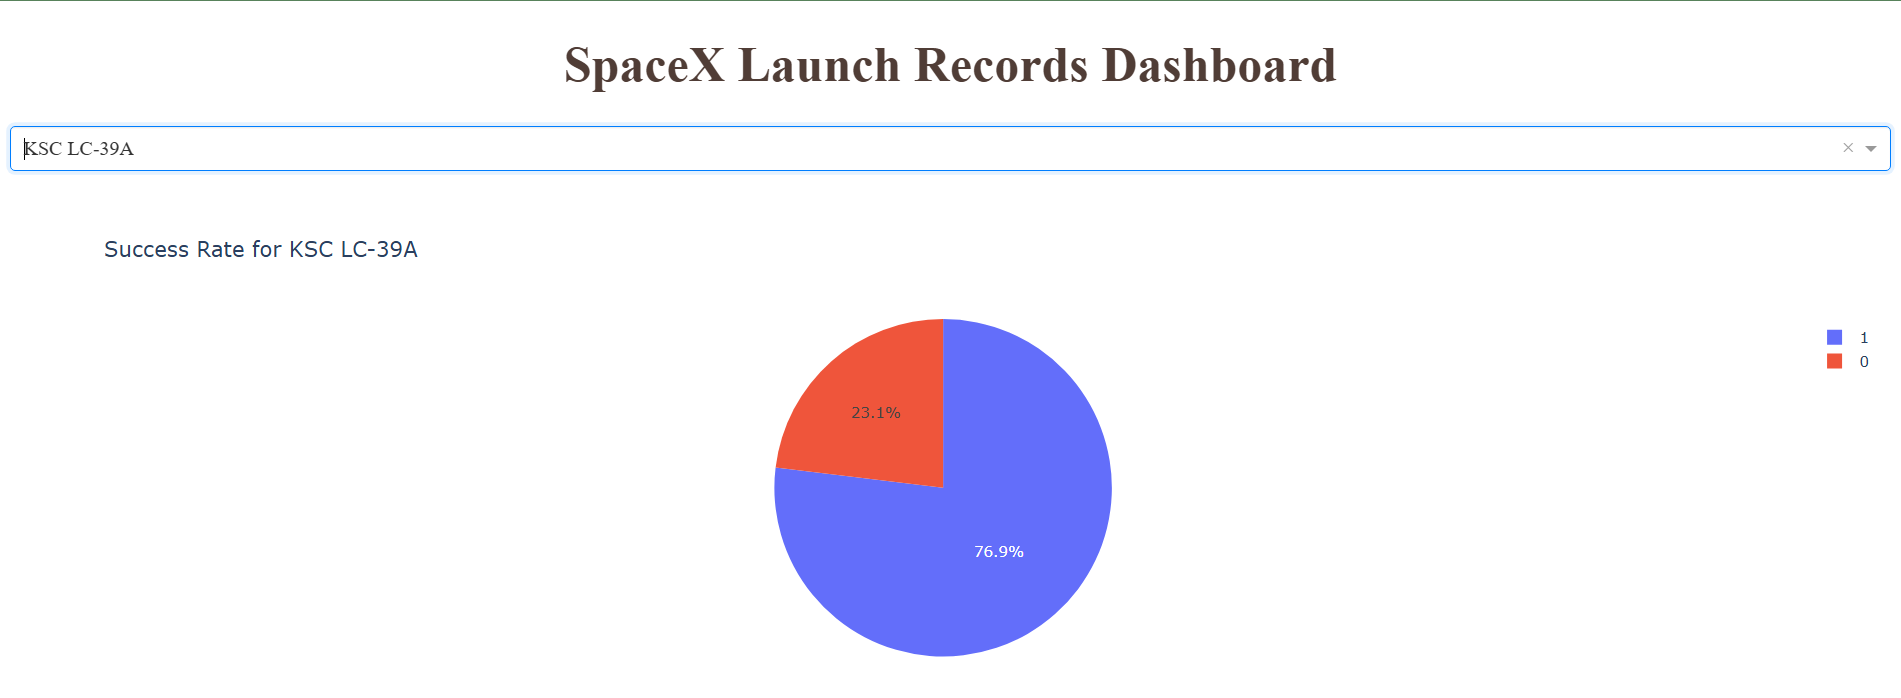 SpaceX Launch Records Dashboard
KSC LC-39A
×
Success Rate for KSC LC-39A
1
0
23.1%
76.9%